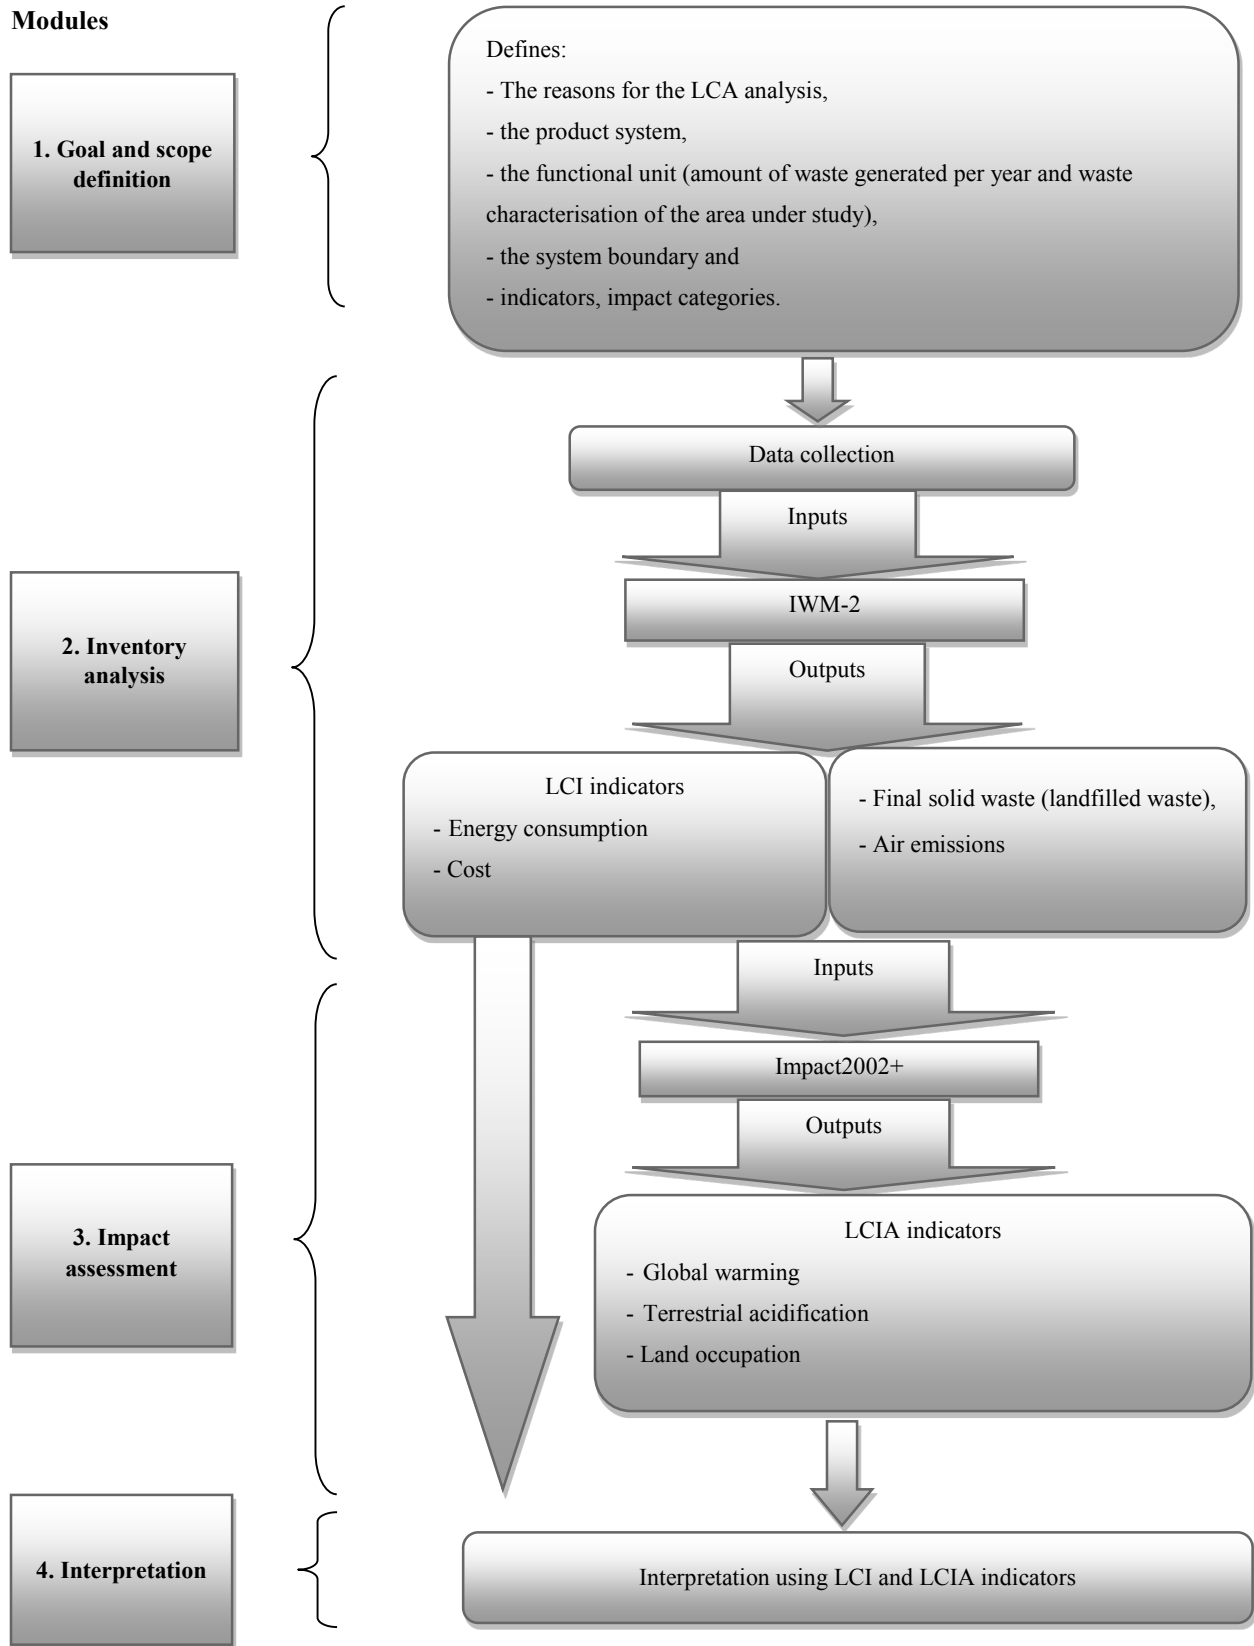 Modules
1. Goal and scope
definition
Defines:
- The reasons for the LCA analysis,
- the product system,
- the functional unit (amount of waste generated per year and waste
characterisation of the area under study),
- the system boundary and
- indicators, impact categories.
2. Inventory
analysis
Data collection
Inputs
IWM-2
Outputs
LCI indicators
- Energy consumption
- Cost
- Final solid waste (landfilled waste),
- Air emissions
3. Impact
assessment
Inputs
Impact2002+
Outputs
LCIA indicators
- Global warming
- Terrestrial acidification
- Land occupation
4. Interpretation
Interpretation using LCI and LCIA indicators